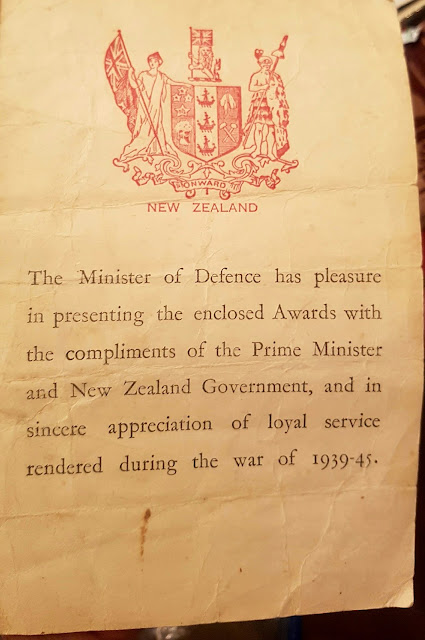 ONWARD
NEW ZEALAND
The Minister of Defence has pleasure
in presenting the enclosed Awards with
the compliments of the Prime Minister
and New Zealand Government, and in
sincere appreciation of loyal service
rendered during the war of 1939-45.